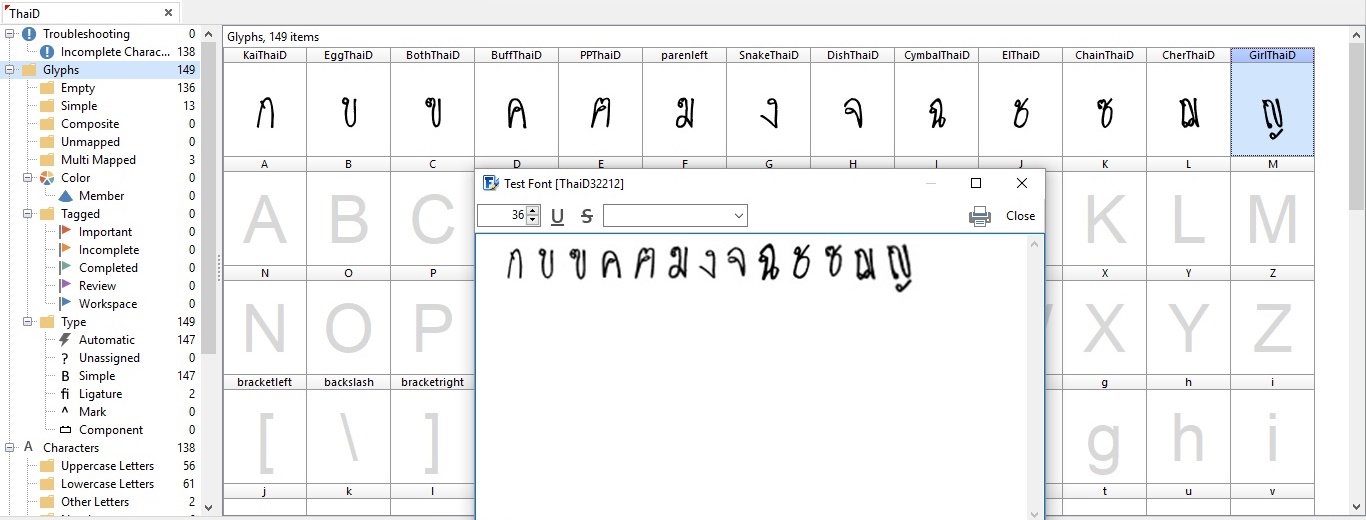 ThaiD
Troubleshooting 0
Incomplete Charac... 138
Glyphs 149
Empty 136
Simple 13
Composite 0
Unmapped 0
Multi Mapped 3
Color 0
Member 0
Tagged 0
Important 0
Incomplete 0
Completed 0
Review 0
Workspace 0
Type 149
Automatic 147
? Unassigned 0
B Simple 147
fi Ligature 2
^ Mark 0
Component 0
A Characters 138
Uppercase Letters 56
Lowercase Letters 61
Other Letters 2
Glyphs, 149 items
KaiThaiD EggThaiD BothThaiD BuffThaiD PPThaiD parenleft SnakeThaiD DishThaiD CymbalThaiD ElThaiD ChainThaiD CherThaiD GirlThaiD
ก ข ฃ ค ฅ ฆ ง จ ฉ ช ซ ฌ ญ
A B C D E F G H I J K L M
A B C K L M
N O P X Y Z
N O P X Y Z
bracketleft backslash bracketright g h i
[ \ ] g h i
j k l t u v
Test Font [ThaiD32212]
36 U S Close
ก ข ฃ ค ฅ ฆ ง จ ฉ ช ซ ฌ ญ